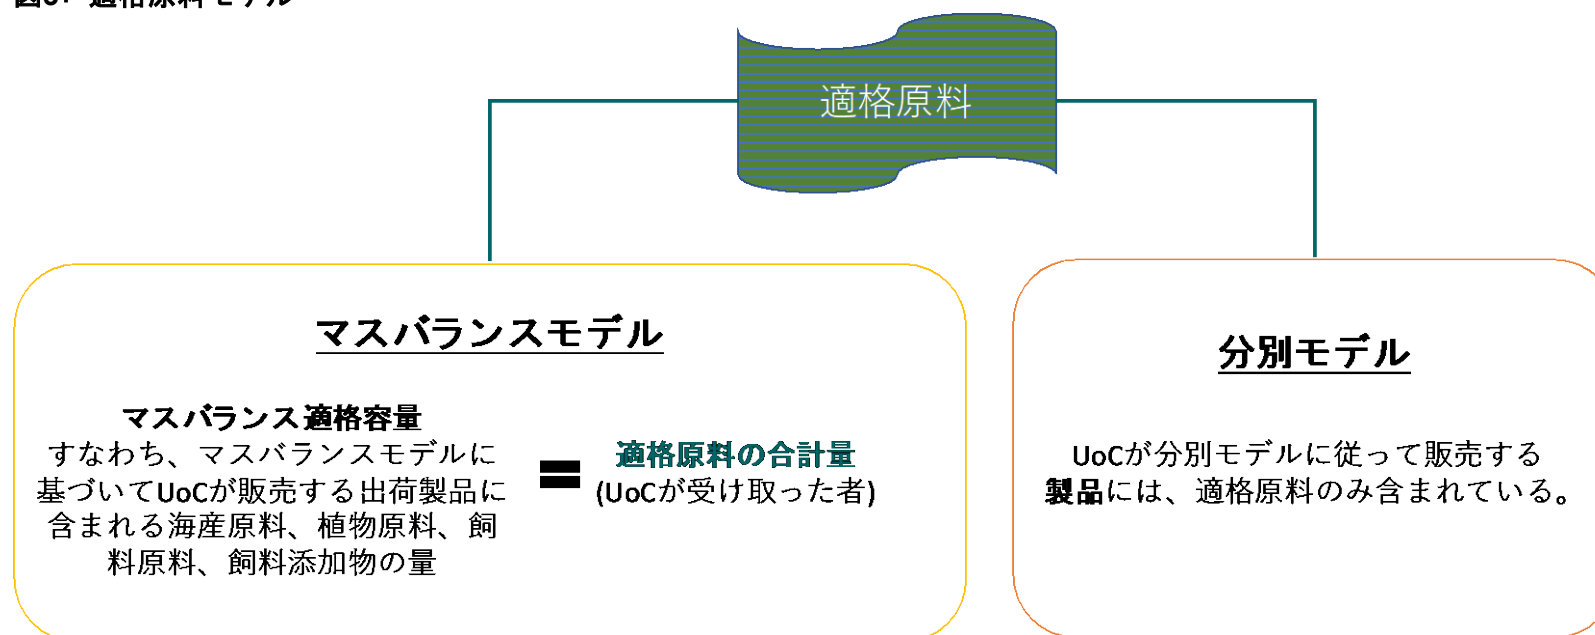 適格原料モデル
適格原料
マスバランスモデル
マスバランス適格容量
すなわち、マスバランスモデルに
基づいてUoCが販売する出荷製品に
含まれる海産原料、植物原料、飼
料原料、飼料添加物の量
=
適格原料の合計量
(UoCが受け取った者)
分別モデル
UoCが分別モデルに従って販売する
製品には、適格原料のみ含まれている。